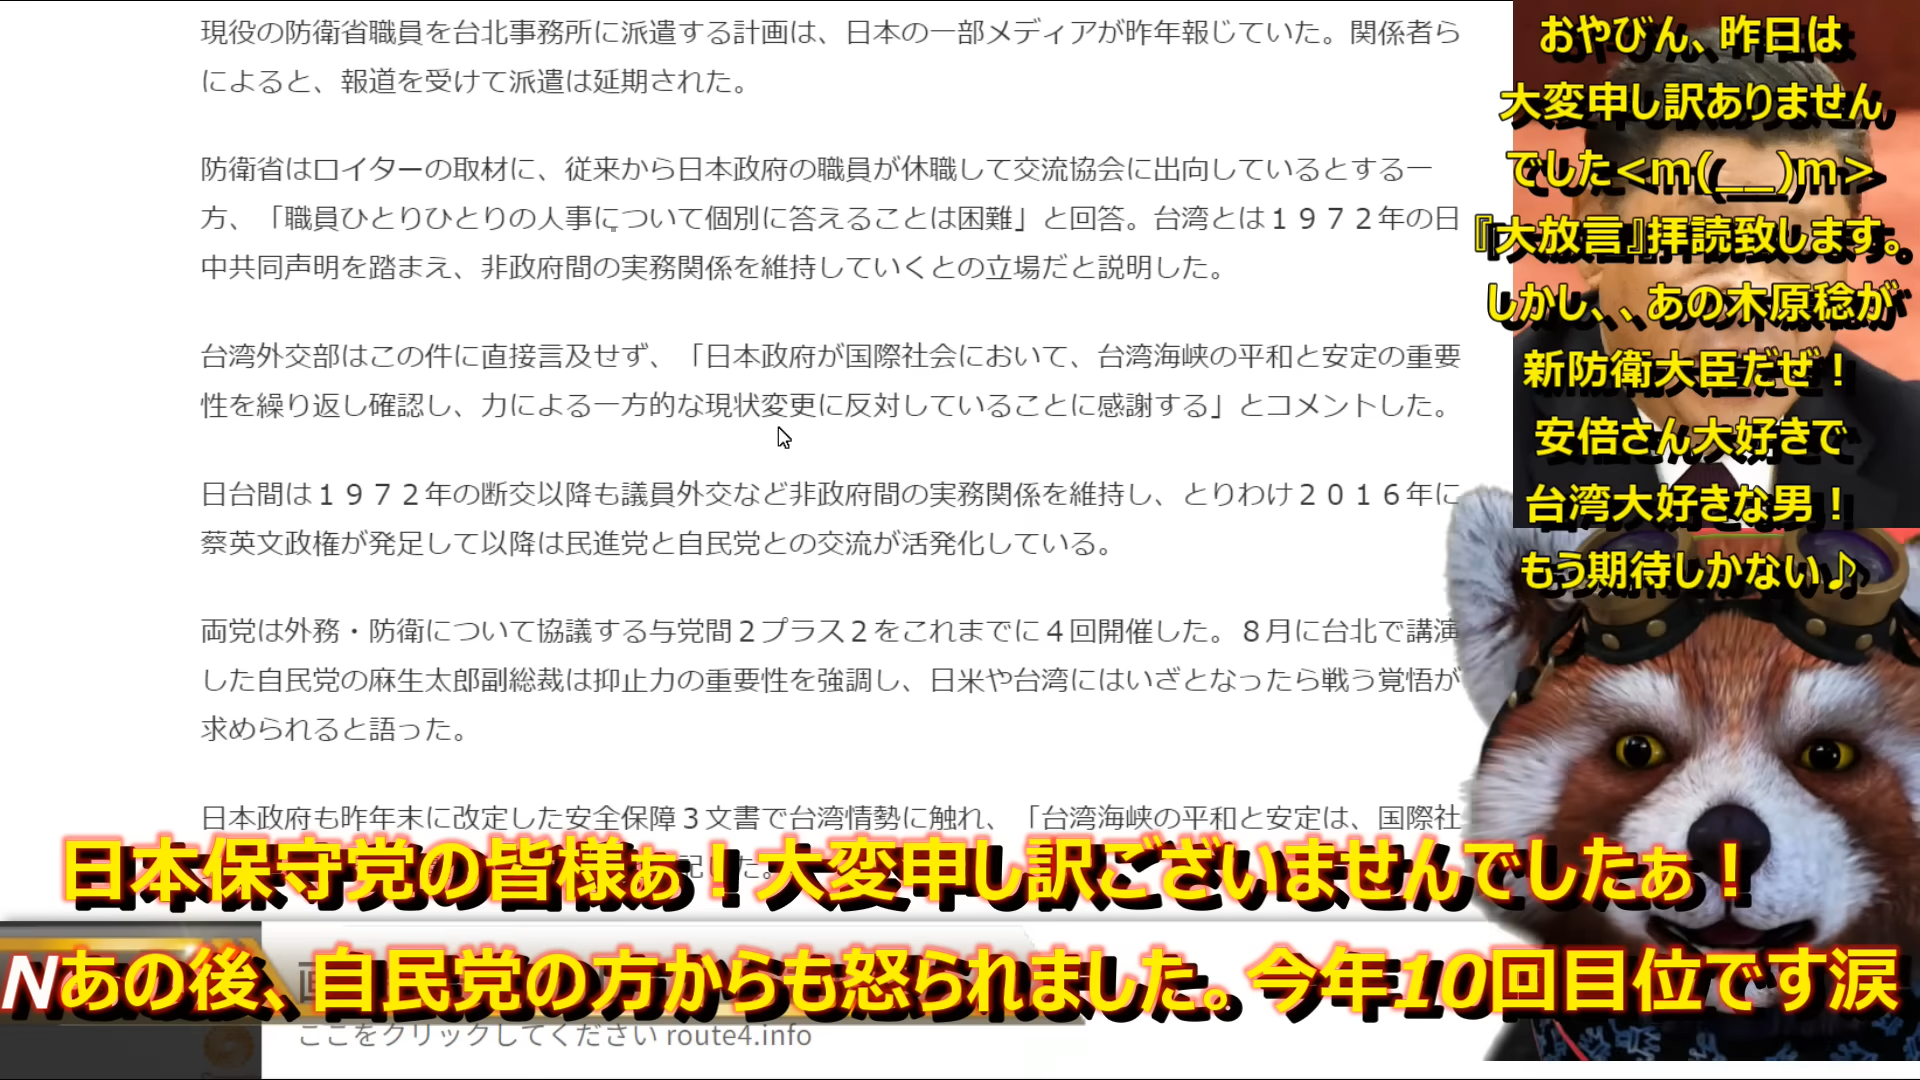 現役の防衛省職員を台北事務所に派遣する計画は、日本の一部メディアが昨年報じていた。関係者ら
によると、報道を受けて派遣は延期された。
防衛省はロイターの取材に、従来から日本政府の職員が休職して交流協会に出向しているとする一
方、「職員ひとりひとりの人事について個別に答えることは困難」と回答。台湾とは１９７２年の日
中共同声明を踏まえ、非政府間の実務関係を維持していくとの立場だと説明した。
台湾外交部はこの件に直接言及せず、「日本政府が国際社会において、台湾海峡の平和と安定の重要
性を繰り返し確認し、力による一方的な現状変更に反対していることに感謝する」とコメントした。
日台間は１９７２年の断交以降も議員外交など非政府間の実務関係を維持し、とりわけ２０１６年に
蔡英文政権が発足して以降は民進党と自民党との交流が活発化している。
両党は外務・防衛について協議する与党間２プラス２をこれまでに４回開催した。８月に台北で講演
した自民党の麻生太郎副総裁は抑止力の重要性を強調し、日米や台湾にはいざとなったら戦う覚悟が
求められると語った。
日本政府も昨年末に改定した安全保障３文書で台湾情勢に触れ、「台湾海峡の平和と安定は、国際社
おやびん、昨日は
大変申し訳ありません
でした<m(__)m>
『大放言』拝読致します。
しかし、、あの木原稔が
新防衛大臣だぜ！
安倍さん大好きで
台湾大好きな男！
もう期待しかない♪
日本保守党の皆様ぁ！大変申し訳ございませんでしたぁ！
N
あの後、自民党の方からも怒られました。今年10回目位です涙
ここをクリックしてください route4.info